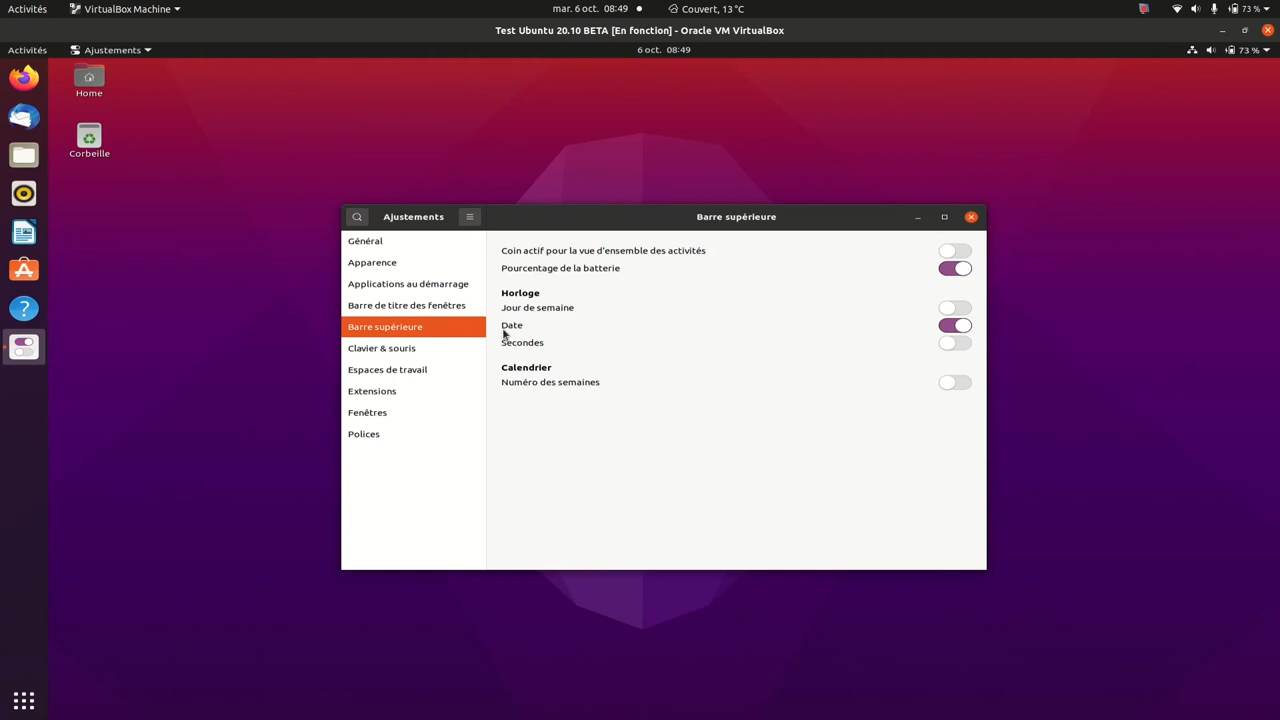 Activités VirtualBox Machine mar. 6 oct. 08:49 Couvert, 13 °C 73 %
Test Ubuntu 20.10 BETA [En fonction] - Oracle VM VirtualBox
Activités Ajustements 6 oct. 08:49 73 %
Home
Corbeille
Ajustements
Barre supérieure
Général
Apparence
Applications au démarrage
Barre de titre des fenêtres
Barre supérieure
Clavier & souris
Espaces de travail
Extensions
Fenêtres
Polices
Coin actif pour la vue d'ensemble des activités
Pourcentage de la batterie
Horloge
Jour de semaine
Date
Secondes
Calendrier
Numéro des semaines